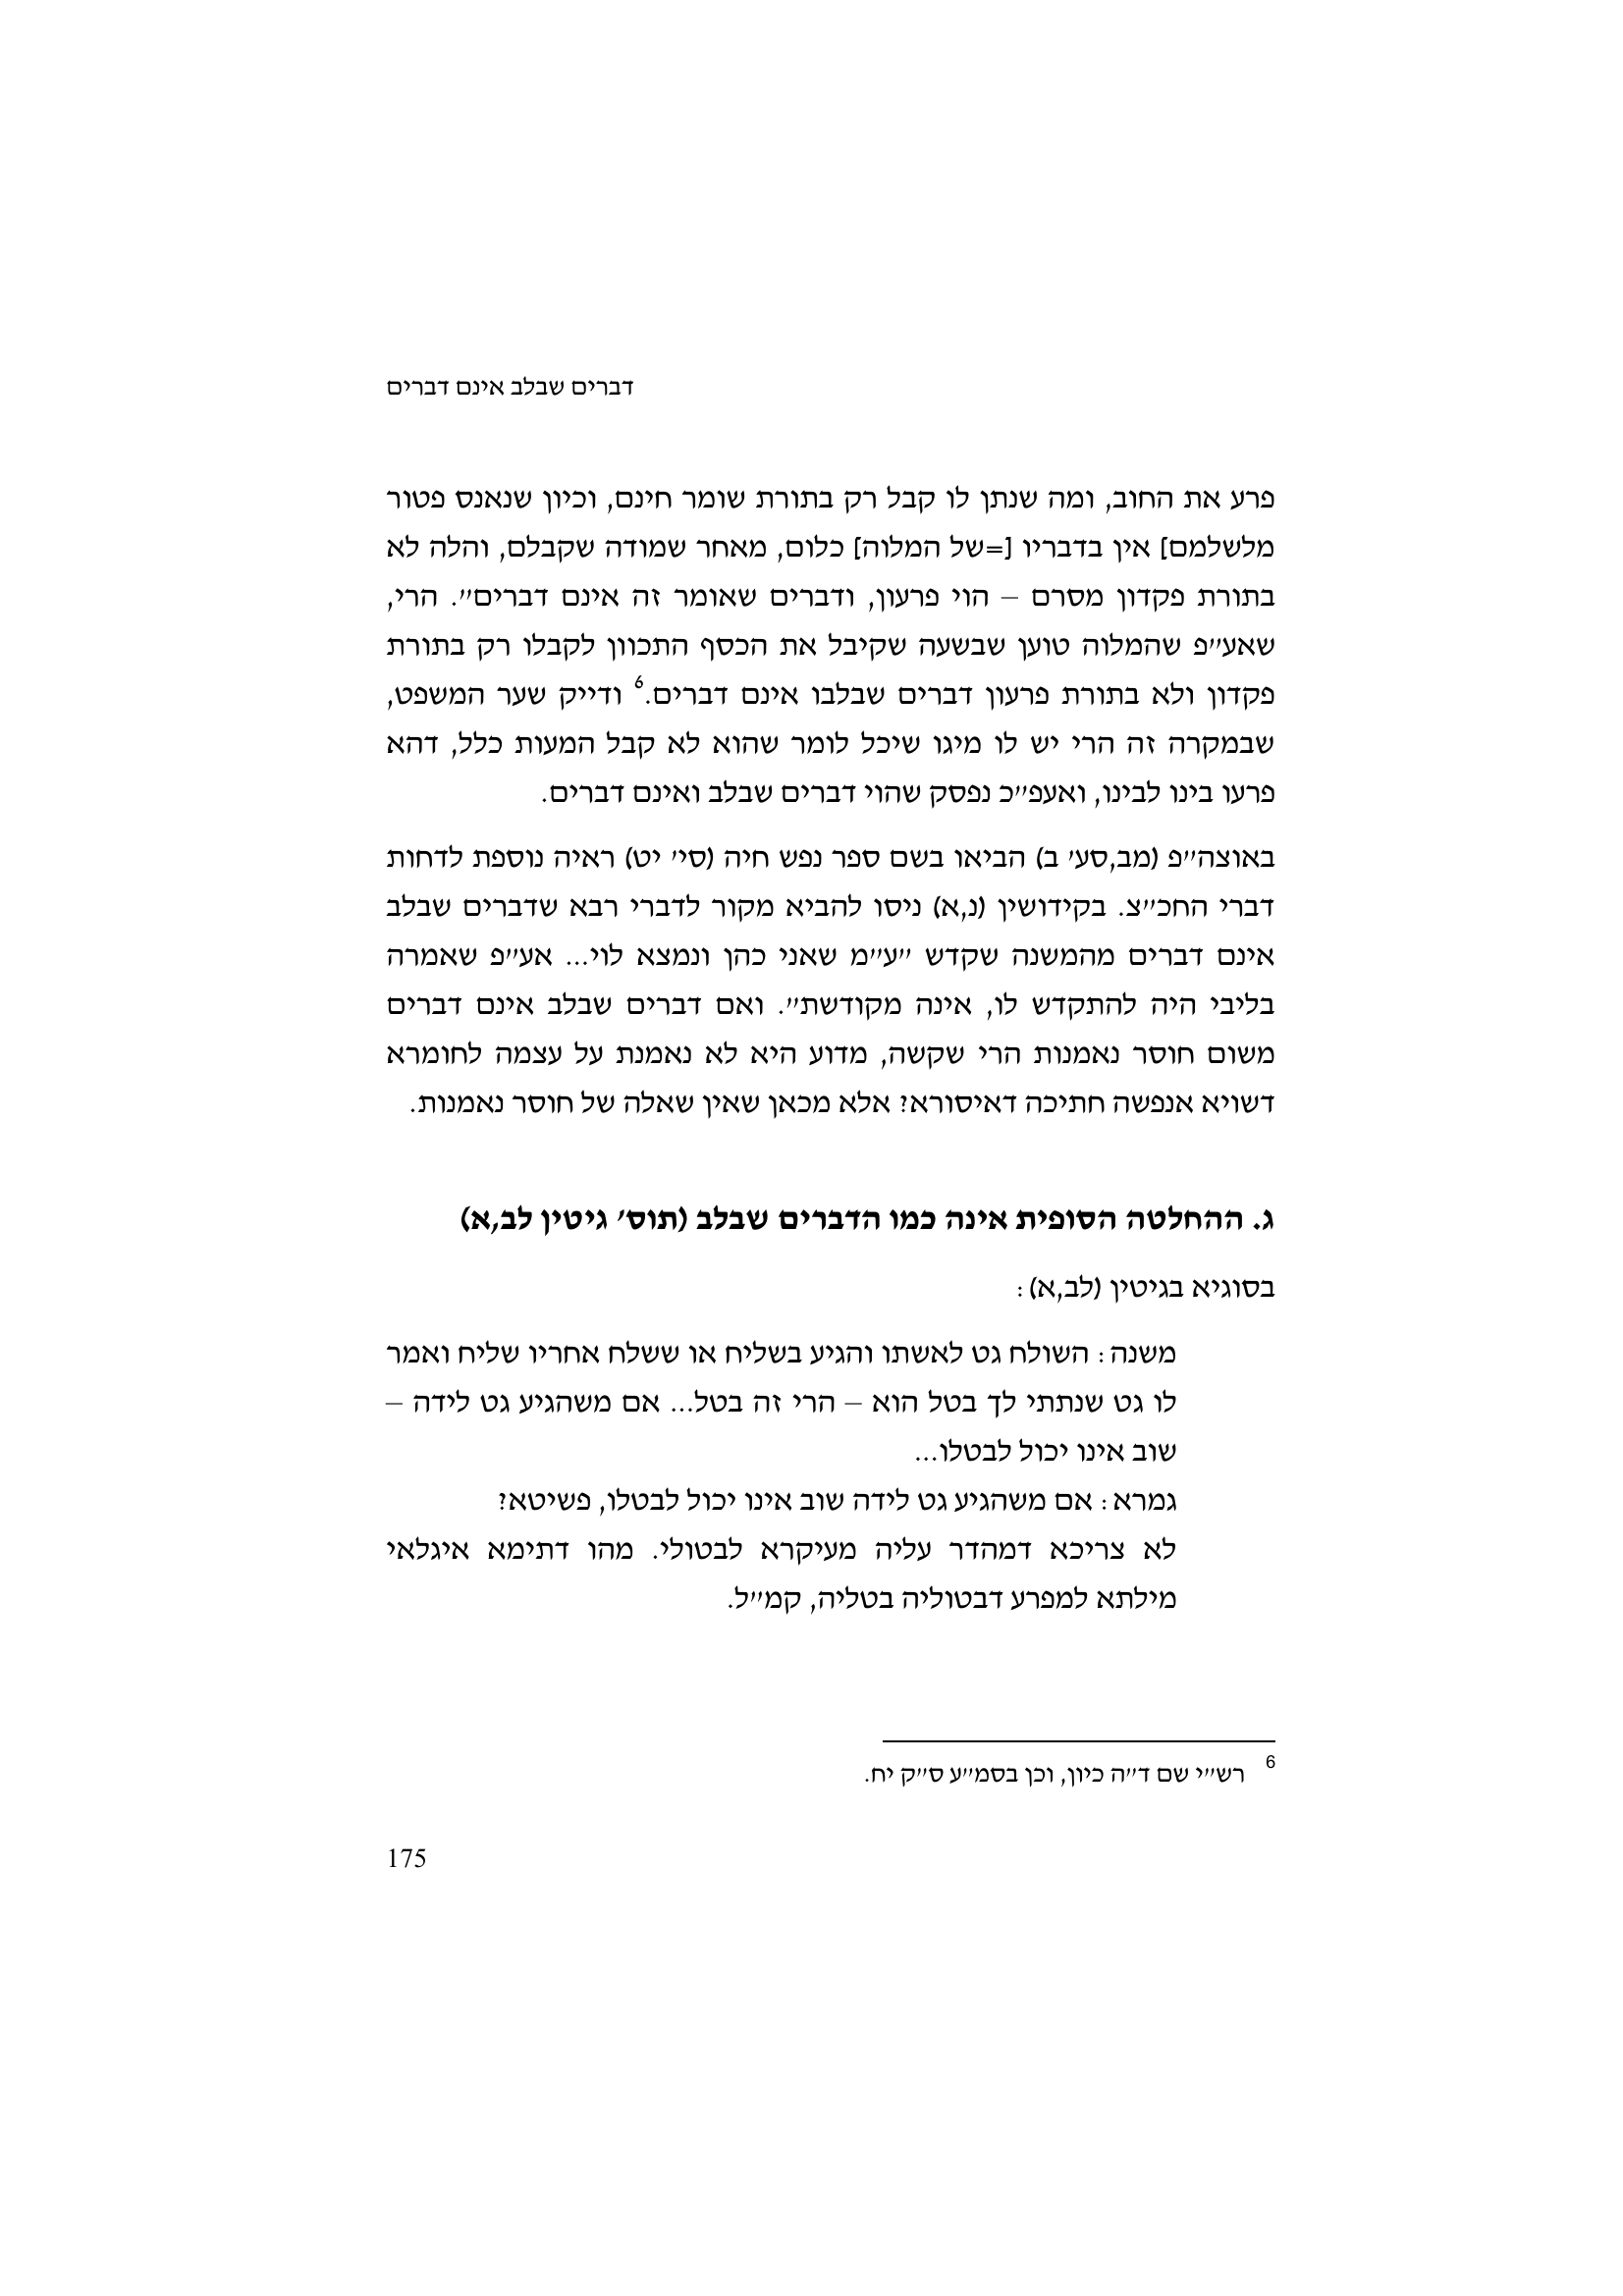 דברים שבלב אינם דברים
פרע את החוב, ומה שנתן לו קבל רק בתורת שומר חינם, וכיון שנאנס פטור
מלשלמם] אין בדבריו [=של המלוה] כלום, מאחר שמודה שקבלם, והלה לא
בתורת פקדון מסרם – הוי פרעון, ודברים שאומר זה אינם דברים״. הרי,
שאע״פ שהמלוה טוען שבשעה שקיבל את הכסף התכוון לקבלו רק בתורת
פקדון ולא בתורת פרעון דברים שבלבו אינם דברים.6 ודייק שער המשפט,
שבמקרה זה הרי יש לו מיגו שיכל לומר שהוא לא קבל המעות כלל, דהא
פרעו בינו לבינו, ואעפ״כ נפסק שהוי דברים שבלב ואינם דברים.
באוצה״פ (מב,סע׳ ב) הביאו בשם ספר נפש חיה (סי׳ יט) ראיה נוספת לדחות
דברי החכ״צ. בקידושין (נ,א) ניסו להביא מקור לדברי רבא שדברים שבלב
אינם דברים מהמשנה שקדש ״ע״מ שאני כהן ונמצא לוי... אע״פ שאמרה
בליבי היה להתקדש לו, אינה מקודשת״. ואם דברים שבלב אינם דברים
משום חוסר נאמנות הרי שקשה, מדוע היא לא נאמנת על עצמה לחומרא
דשויא אנפשה חתיכה דאיסורא? אלא מכאן שאין שאלה של חוסר נאמנות.
ג. ההחלטה הסופית אינה כמו הדברים שבלב (תוס׳ גיטין לב,א)
בסוגיא בגיטין (לב,א):
משנה: השולח גט לאשתו והגיע בשליח או ששלח אחריו שליח ואמר
לו גט שנתתי לך בטל הוא – הרי זה בטל... אם משהגיע גט לידה –
שוב אינו יכול לבטלו...
גמרא: אם משהגיע גט לידה שוב אינו יכול לבטלו, פשיטא?
לא צריכא דמהדר עליה מעיקרא לבטולי. מהו דתימא איגלאי
מילתא למפרע דבטוליה בטליה, קמ״ל.
6 רש״י שם ד״ה כיון, וכן בסמ״ע ס״ק יח.
175